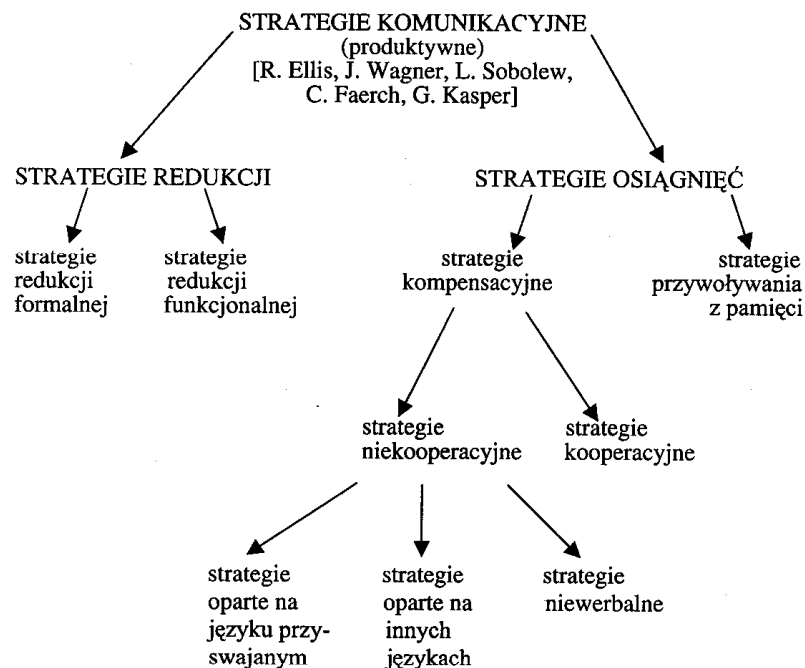 STRATEGIE KOMUNIKACYJNE
(produktywne)
[R. Ellis, J. Wagner, L. Sobolew,
C. Faerch, G. Kasper]
STRATEGIE REDUKCJI
STRATEGIE OSIĄGNIĘĆ
strategie
redukcji
formalnej
strategie
redukcji
funkcjonalnej
strategie
kompensacyjne
strategie
przywoływania
z pamięci
strategie
niekooperacyjne
strategie
kooperacyjne
strategie
oparte na
języku przy-
swajanym
strategie
oparte na
innych
językach
strategie
niewerbalne